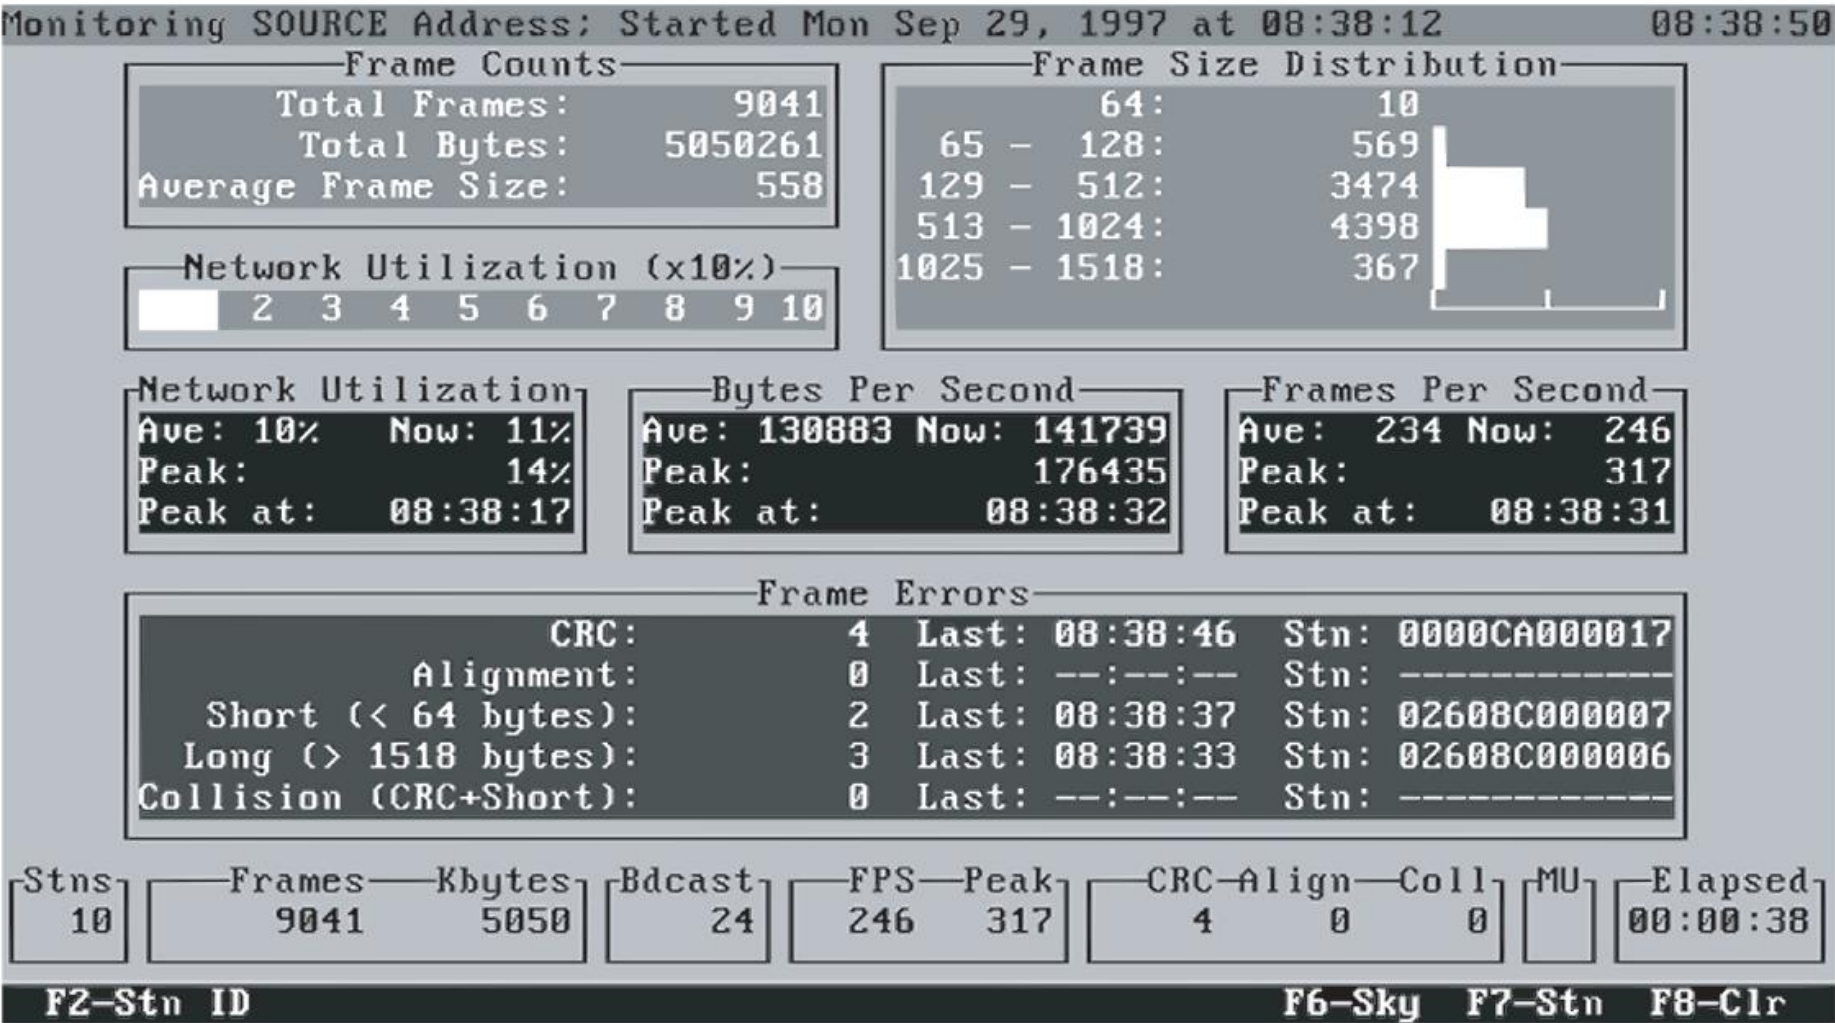 Monitoring SOURCE Address; Started Mon Sep 29, 1997 at 08:38:12 08:38:50
Frame Counts
Total Frames: 9041
Total Bytes: 5050261
Average Frame Size: 558
Frame Size Distribution
64: 10
65 – 128: 569
129 – 512: 3474
513 – 1024: 4398
1025 – 1518: 367
Network Utilization (x10%)
2 3 4 5 6 7 8 9 10
Network Utilization
Ave: 10% Now: 11%
Peak: 14%
Peak at: 08:38:17
Bytes Per Second
Ave: 130883 Now: 141739
Peak: 176435
Peak at: 08:38:32
Frames Per Second
Ave: 234 Now: 246
Peak: 317
Peak at: 08:38:31
Frame Errors
CRC: 4 Last: 08:38:46 Stn: 0000CA000017
Alignment: 0 Last: --:--:-- Stn: ------------
Short (< 64 bytes): 2 Last: 08:38:37 Stn: 02608C000007
Long (> 1518 bytes): 3 Last: 08:38:33 Stn: 02608C000006
Collision (CRC+Short): 0 Last: --:--:-- Stn: ------------
Stns Frames Kbytes Bdcast FPS Peak CRC Align Coll MU Elapsed
10 9041 5050 24 246 317 4 0 0 00:00:38
F2–Stn ID F6–Sky F7–Stn F8–Clr